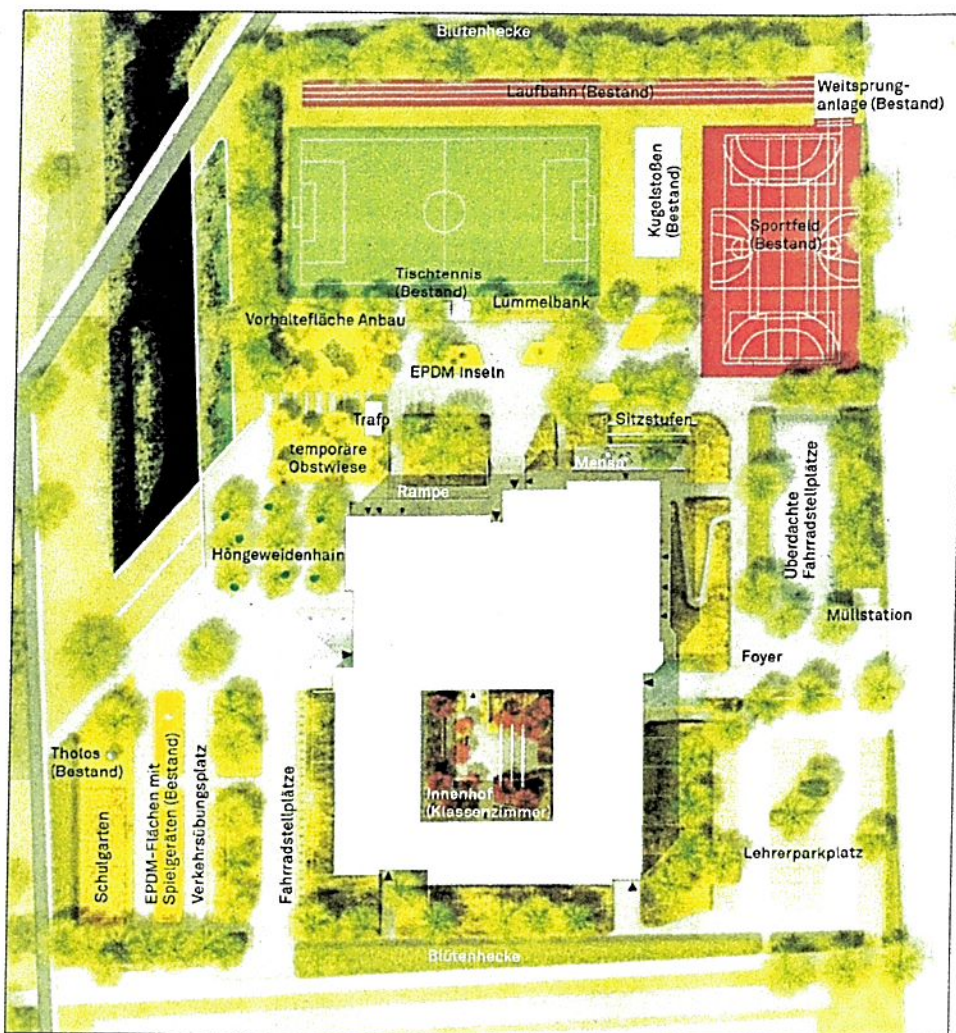 Blütenhecke
Laufbahn (Bestand)
Weitsprung-
anlage (Bestand)
Kugelstoßen
(Bestand)
Sportfeld
(Bestand)
Tischtennis
(Bestand)
Lümmelbank
Vorhaltefläche Anbau
EPDM Inseln
Trafo
Sitzstufen
temporäre
Obstwiese
Mensa
Rampe
Überdachte
Fahrradstellplätze
Höngeweidenhain
Müllstation
Foyer
Tholos
(Bestand)
Schulgarten
EPDM-Flächen mit
Spielgeräten (Bestand)
Verkehrsübungsplatz
Fahrradstellplätze
Innenhof
(Klassenzimmer)
Lehrerparkplatz
Blütenhecke